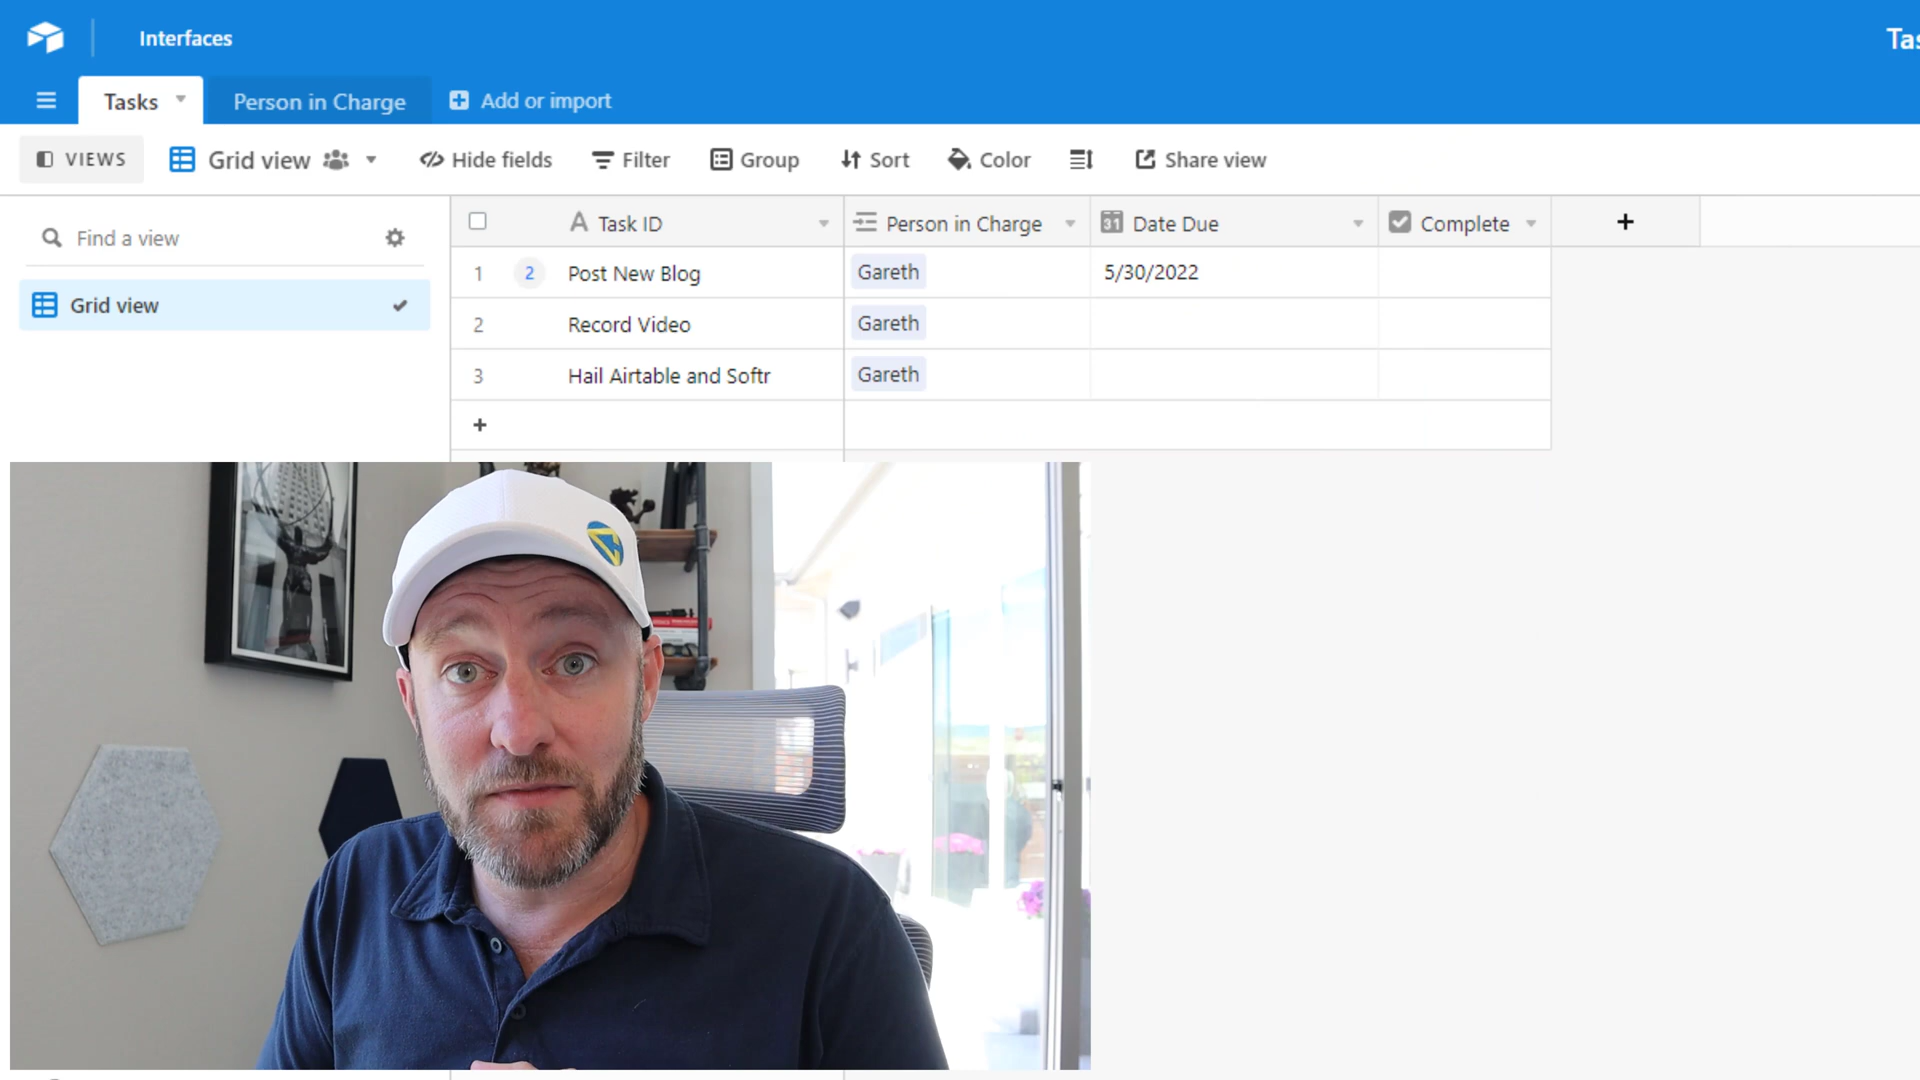 Interfaces
Tas
Tasks
Person in Charge
Add or import
VIEWS
Grid view
Hide fields
Filter
Group
Sort
Color
Share view
Find a view
Grid view
A Task ID
Person in Charge
31 Date Due
Complete
+
1 2 Post New Blog Gareth 5/30/2022
2 Record Video Gareth
3 Hail Airtable and Softr Gareth
+